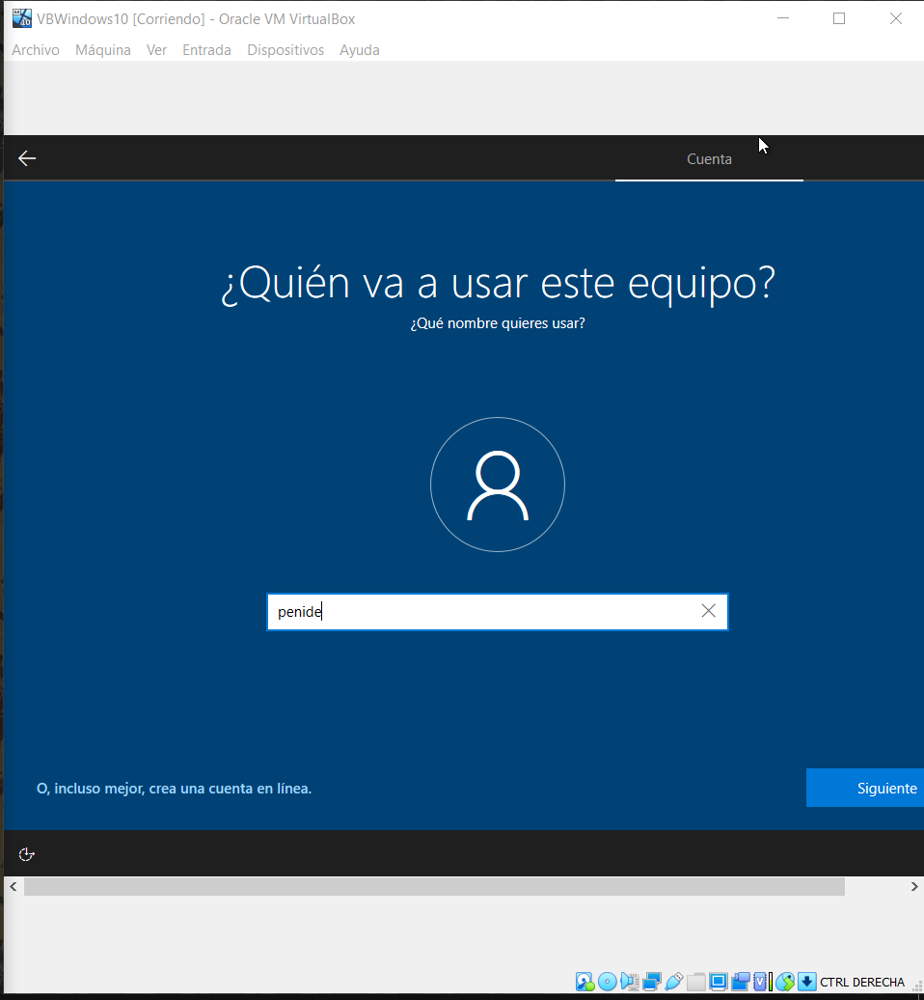 VBWindows10 [Corriendo] - Oracle VM VirtualBox
Archivo Máquina Ver Entrada Dispositivos Ayuda
Cuenta
¿Quién va a usar este equipo?
¿Qué nombre quieres usar?
penide
O, incluso mejor, crea una cuenta en línea.
Siguiente
CTRL DERECHA